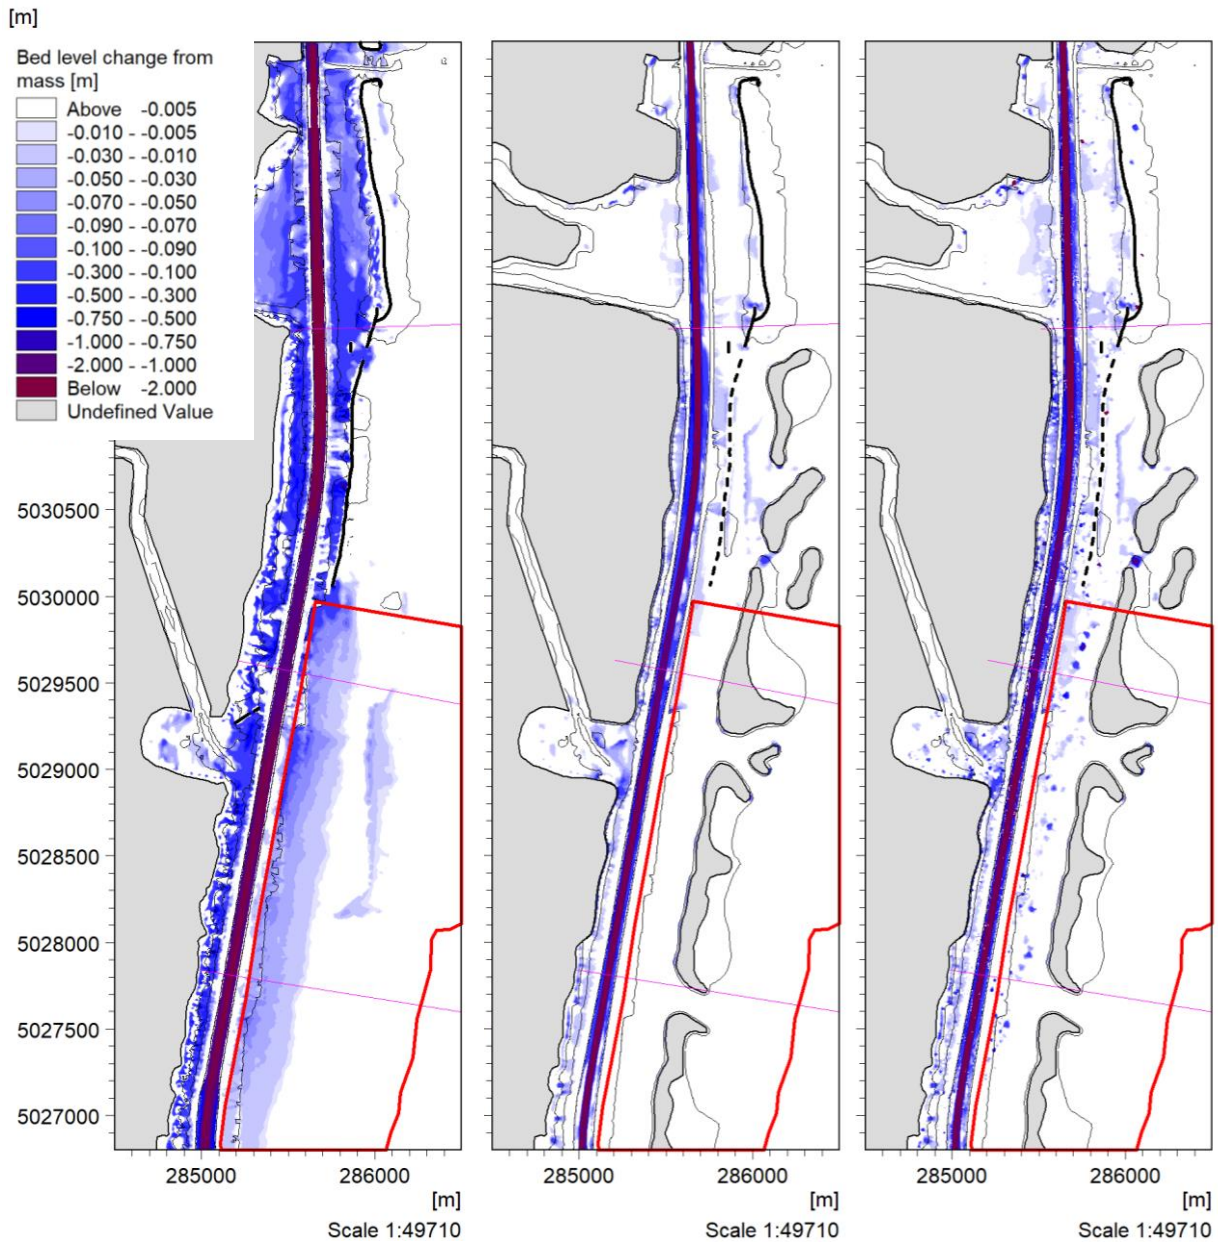 [m]
Bed level change from
mass [m]
Above -0.005
-0.010 - -0.005
-0.030 - -0.010
-0.050 - -0.030
-0.070 - -0.050
-0.090 - -0.070
-0.100 - -0.090
-0.300 - -0.100
-0.500 - -0.300
-0.750 - -0.500
-1.000 - -0.750
-2.000 - -1.000
Below -2.000
Undefined Value
5030500
5030000
5029500
5029000
5028500
5028000
5027500
5027000
285000 286000 285000 286000 285000 286000
[m] [m] [m]
Scale 1:49710 Scale 1:49710 Scale 1:49710